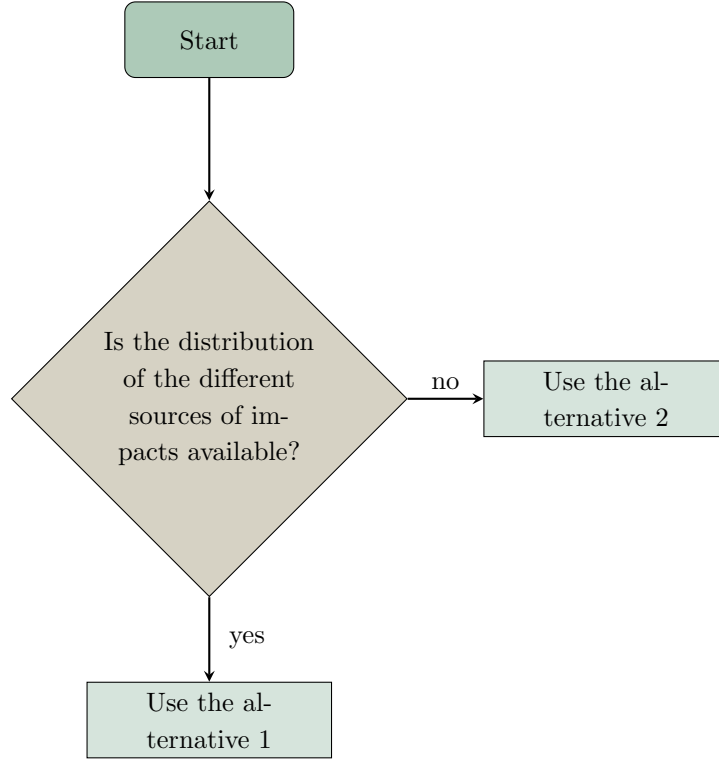 Start
Is the distribution
of the different
sources of im-
pacts available?
no
Use the al-
ternative 2
yes
Use the al-
ternative 1